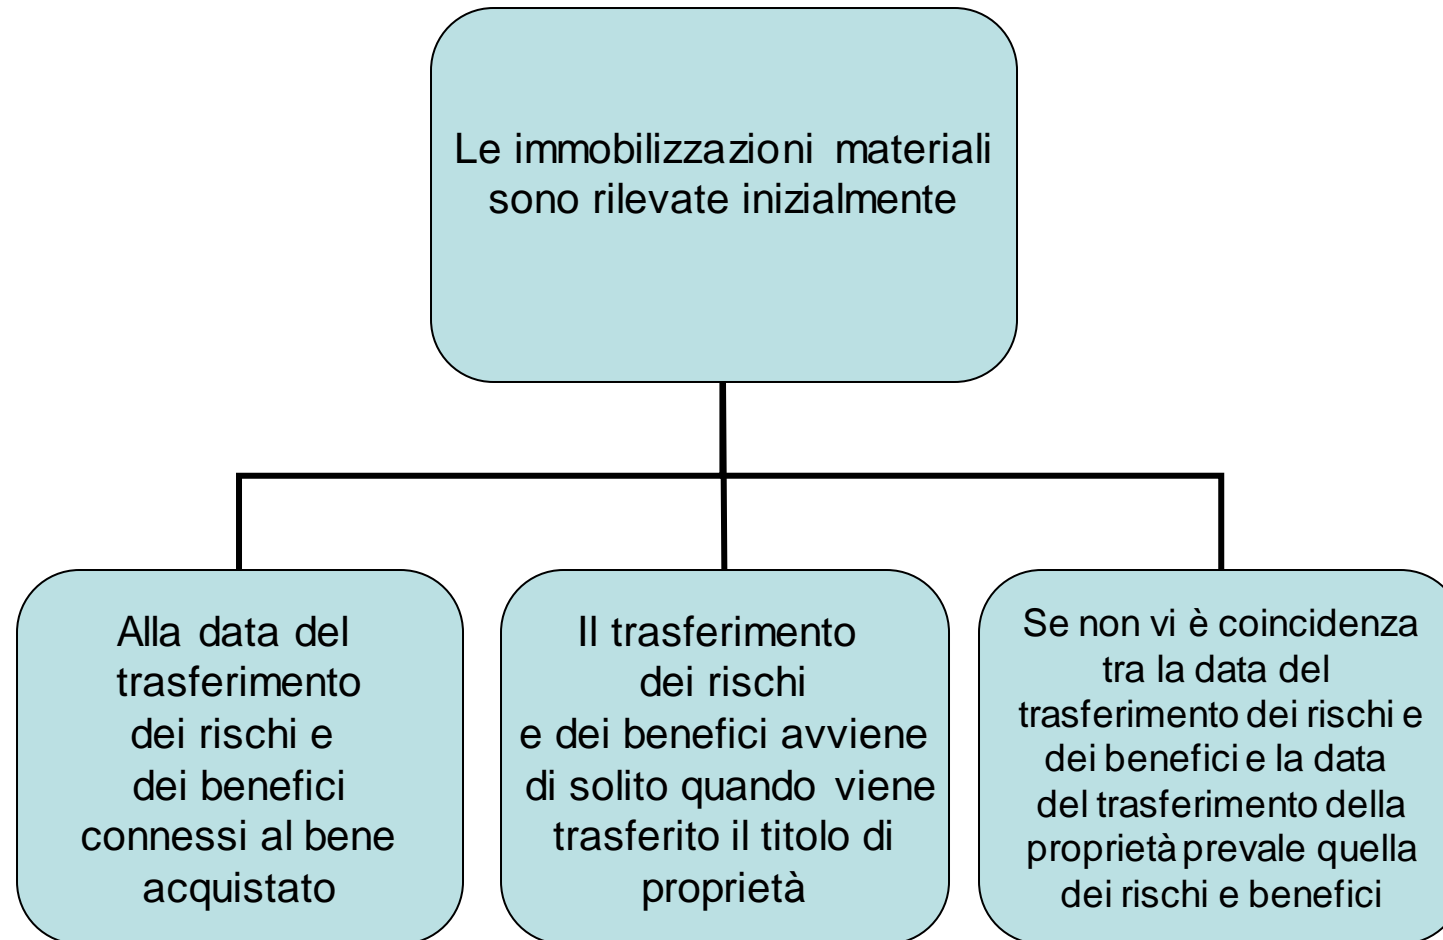 Le immobilizzazioni materiali
sono rilevate inizialmente
Alla data del
trasferimento
dei rischi e
dei benefici
connessi al bene
acquistato
Il trasferimento
dei rischi
e dei benefici avviene
di solito quando viene
trasferito il titolo di
proprietà
Se non vi è coincidenza
tra la data del
trasferimento dei rischi e
dei benefici e la data
del trasferimento della
proprietà prevale quella
dei rischi e benefici